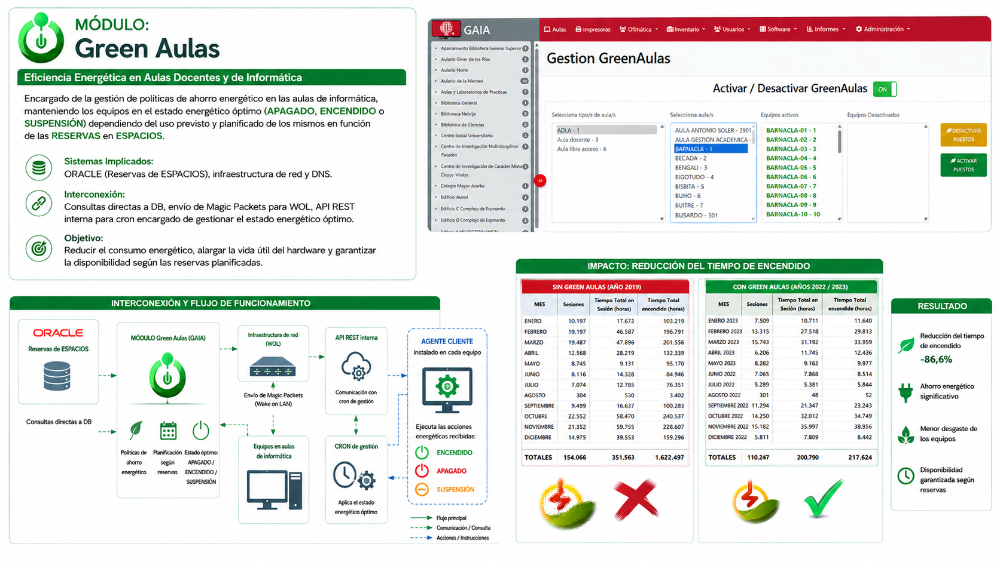 MÓDULO:
Green Aulas
Eficiencia Energética en Aulas Docentes y de Informática
Encargado de la gestión de políticas de ahorro energético en las aulas de informática,
manteniendo los equipos en el estado energético óptimo (APAGADO, ENCENDIDO o
SUSPENSIÓN) dependiendo del uso previsto y planificado de los mismos en función
de las RESERVAS en ESPACIOS.
Sistemas Implicados:
ORACLE (Reservas de ESPACIOS), infraestructura de red y DNS.
Interconexión:
Consultas directas a DB, envío de Magic Packets para WOL, API REST
interna para cron encargado de gestionar el estado energético óptimo.
Objetivo:
Reducir el consumo energético, alargar la vida útil del hardware y garantizar
la disponibilidad según las reservas planificadas.
GAIA
Aulas Impresoras Ofimática Inventario Usuarios Software Informes Administración
Aparcamiento Biblioteca General Superior 1
Aulario Giner de los Rios 2
Aulario Norte 7
Aulario de la Merced
Aulas y Laboratorios de Practicas 7
Biblioteca General 3
Biblioteca Nebrija 2
Biblioteca de Ciencias 2
Centro Social Universitario 1
Centro de Investigación Multidisciplinar 1
Pleiades
Centro de Investigación de Carácter Mixto 2
Colegio Mayor Azarbe 1
Edificio Aured 1
Edificio C Complejo de Espinardo. 2
Edificio D Complejo de Espinardo 2
Gestion GreenAulas
Activar / Desactivar GreenAulas ON
Selecciona tipo/s de aula/s
ADLA - 1
Aula docente - 3
Aula libre acceso - 6
Selecciona aula/s
AULA ANTONIO SOLER - 2901
AULA GESTION ACADEMICA -
BARNACLA - 1
BECADA - 2
BENGALI - 3
BIGOTUDO - 4
BISBITA - 5
BUHO - 6
BUITRE - 7
BUSARDO - 301
Equipos activos
BARNACLA-01 - 1
BARNACLA-02 - 2
BARNACLA-03 - 3
BARNACLA-04 - 4
BARNACLA-05 - 5
BARNACLA-06 - 6
BARNACLA-07 - 7
BARNACLA-08 - 8
BARNACLA-09 - 9
BARNACLA-10 - 10
Equipos Desactivados
DESACTIVAR
PUESTOS
ACTIVAR
PUESTOS
INTERCONEXIÓN Y FLUJO DE FUNCIONAMIENTO
ORACLE
Reservas de ESPACIOS
Consultas directas a DB
MÓDULO Green Aulas (GAIA)
Políticas de
ahorro
energético
Planificación
según
reservas
Estado óptimo:
APAGADO /
ENCENDIDO /
SUSPENSIÓN
Infraestructura de red
(WOL)
Envío de Magic Packets
(Wake on LAN)
Equipos en aulas
de informática
API REST interna
Comunicación con
cron de gestión
CRON de gestión
Aplica el estado
energético óptimo
AGENTE CLIENTE
Instalado en cada equipo
Ejecuta las acciones
energéticas recibidas:
ENCENDIDO
APAGADO
SUSPENSIÓN
Flujo principal
Comunicación / Consulta
Acciones / Instrucciones
IMPACTO: REDUCCIÓN DEL TIEMPO DE ENCENDIDO
SIN GREEN AULAS (AÑO 2019)
MES Sesiones Tiempo Total en Sesión (horas) Tiempo Total encendido (horas)
ENERO 10.197 17.672 103.219
FEBRERO 19.197 46.587 196.791
MARZO 19.487 47.896 201.556
ABRIL 12.568 28.219 132.339
MAYO 8.745 9.131 95.170
JUNIO 8.116 14.328 84.946
JULIO 7.074 12.785 76.351
AGOSTO 304 530 3.402
SEPTIEMBRE 9.499 16.637 100.283
OCTUBRE 22.552 58.470 240.537
NOVIEMBRE 21.352 59.755 228.607
DICIEMBRE 14.975 39.553 159.296
TOTALES 154.066 351.563 1.622.497
CON GREEN AULAS (AÑOS 2022 / 2023)
MES Sesiones Tiempo Total en Sesión (horas) Tiempo Total encendido (horas)
ENERO 2023 7.509 10.711 11.640
FEBRERO 2023 13.315 27.518 29.813
MARZO 2023 15.743 31.192 33.959
ABRIL 2023 6.206 11.745 12.436
MAYO 2023 8.282 9.162 9.977
JUNIO 2022 7.065 7.868 8.514
JULIO 2022 5.289 5.381 5.844
AGOSTO 2022 301 48 52
SEPTIEMBRE 2022 11.294 21.347 23.243
OCTUBRE 2022 14.250 32.012 34.749
NOVIEMBRE 2022 15.182 35.997 38.956
DICIEMBRE 2022 5.811 7.809 8.442
TOTALES 110.247 200.790 217.624
RESULTADO
Reducción del tiempo
de encendido
-86,6%
Ahorro energético
significativo
Menor desgaste de
los equipos
Disponibilidad
garantizada según
reservas